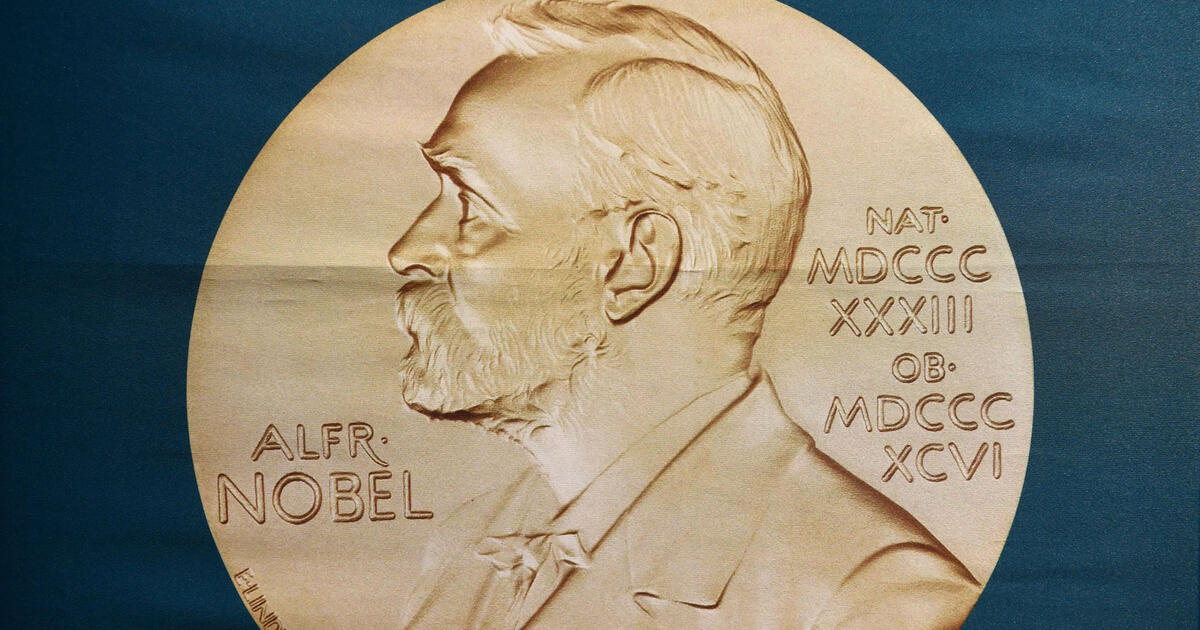 ALFR·
NOBEL
NAT·
MDCCC
XXXIII
OB·
MDCCC
XCVI